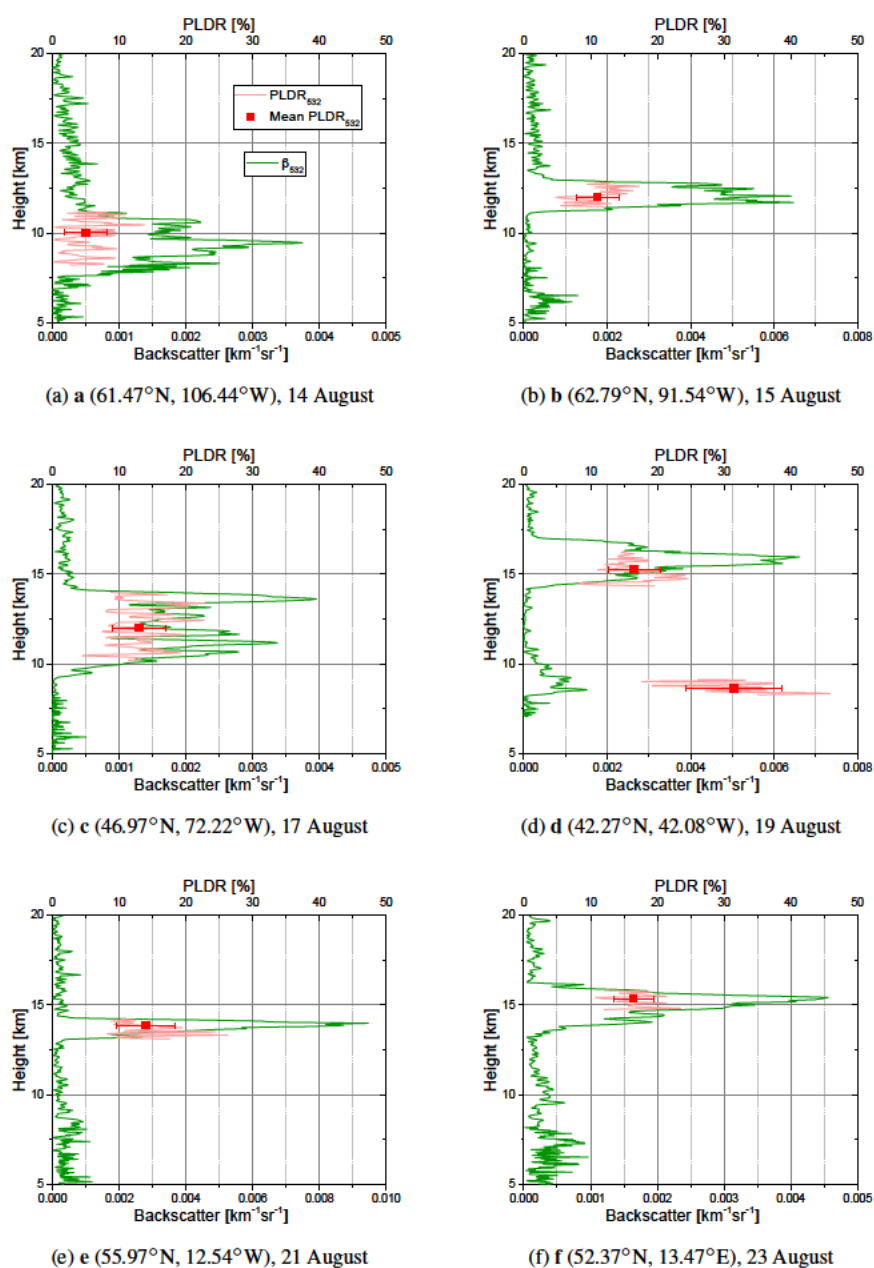 PLDR [%]
0 10 20 30 40 50
20
15
10
5
Height [km]
PLDR532
Mean PLDR532
β532
0.000 0.001 0.002 0.003 0.004 0.005
Backscatter [km-1sr-1]
(a) a (61.47°N, 106.44°W), 14 August
PLDR [%]
0 10 20 30 40 50
20
15
10
5
Height [km]
0.000 0.002 0.004 0.006 0.008
Backscatter [km-1sr-1]
(b) b (62.79°N, 91.54°W), 15 August
PLDR [%]
0 10 20 30 40 50
20
15
10
5
Height [km]
0.000 0.001 0.002 0.003 0.004 0.005
Backscatter [km-1sr-1]
(c) c (46.97°N, 72.22°W), 17 August
PLDR [%]
0 10 20 30 40 50
20
15
10
5
Height [km]
0.000 0.002 0.004 0.006 0.008
Backscatter [km-1sr-1]
(d) d (42.27°N, 42.08°W), 19 August
PLDR [%]
0 10 20 30 40 50
20
15
10
5
Height [km]
0.000 0.002 0.004 0.006 0.008 0.010
Backscatter [km-1sr-1]
(e) e (55.97°N, 12.54°W), 21 August
PLDR [%]
0 10 20 30 40 50
20
15
10
5
Height [km]
0.000 0.001 0.002 0.003 0.004 0.005
Backscatter [km-1sr-1]
(f) f (52.37°N, 13.47°E), 23 August